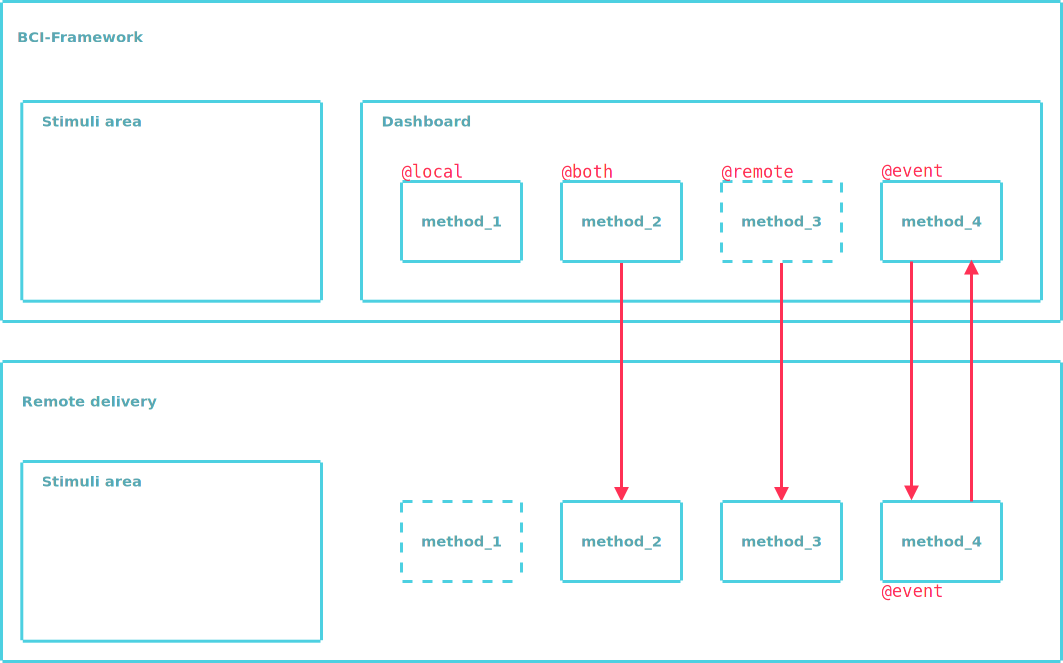 BCI-Framework
Stimuli area
Dashboard
@local
@both
@remote
@event
method_1
method_2
method_3
method_4
Remote delivery
Stimuli area
method_1
method_2
method_3
method_4
@event